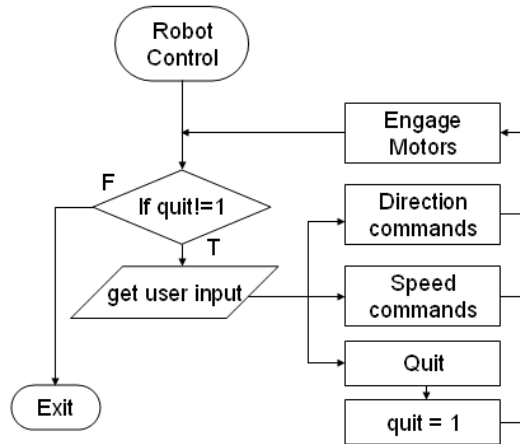 Robot
Control
Engage
Motors
F
If quit!=1
T
Direction
commands
get user input
Speed
commands
Quit
Exit
quit = 1